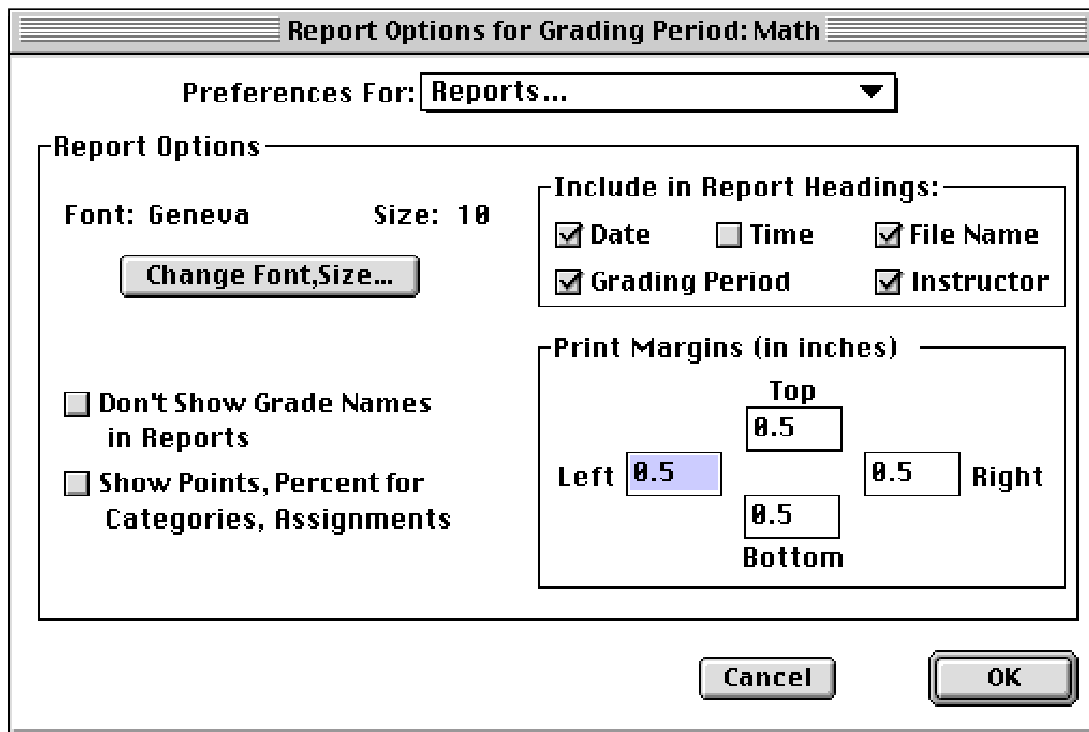 Report Options for Grading Period: Math
Preferences For: Reports...
Report Options
Font: Geneva Size: 10
Change Font,Size...
Don't Show Grade Names
in Reports
Show Points, Percent for
Categories, Assignments
Include in Report Headings:
Date Time File Name
Grading Period Instructor
Print Margins (in inches)
Top
0.5
Left 0.5 0.5 Right
0.5
Bottom
Cancel OK